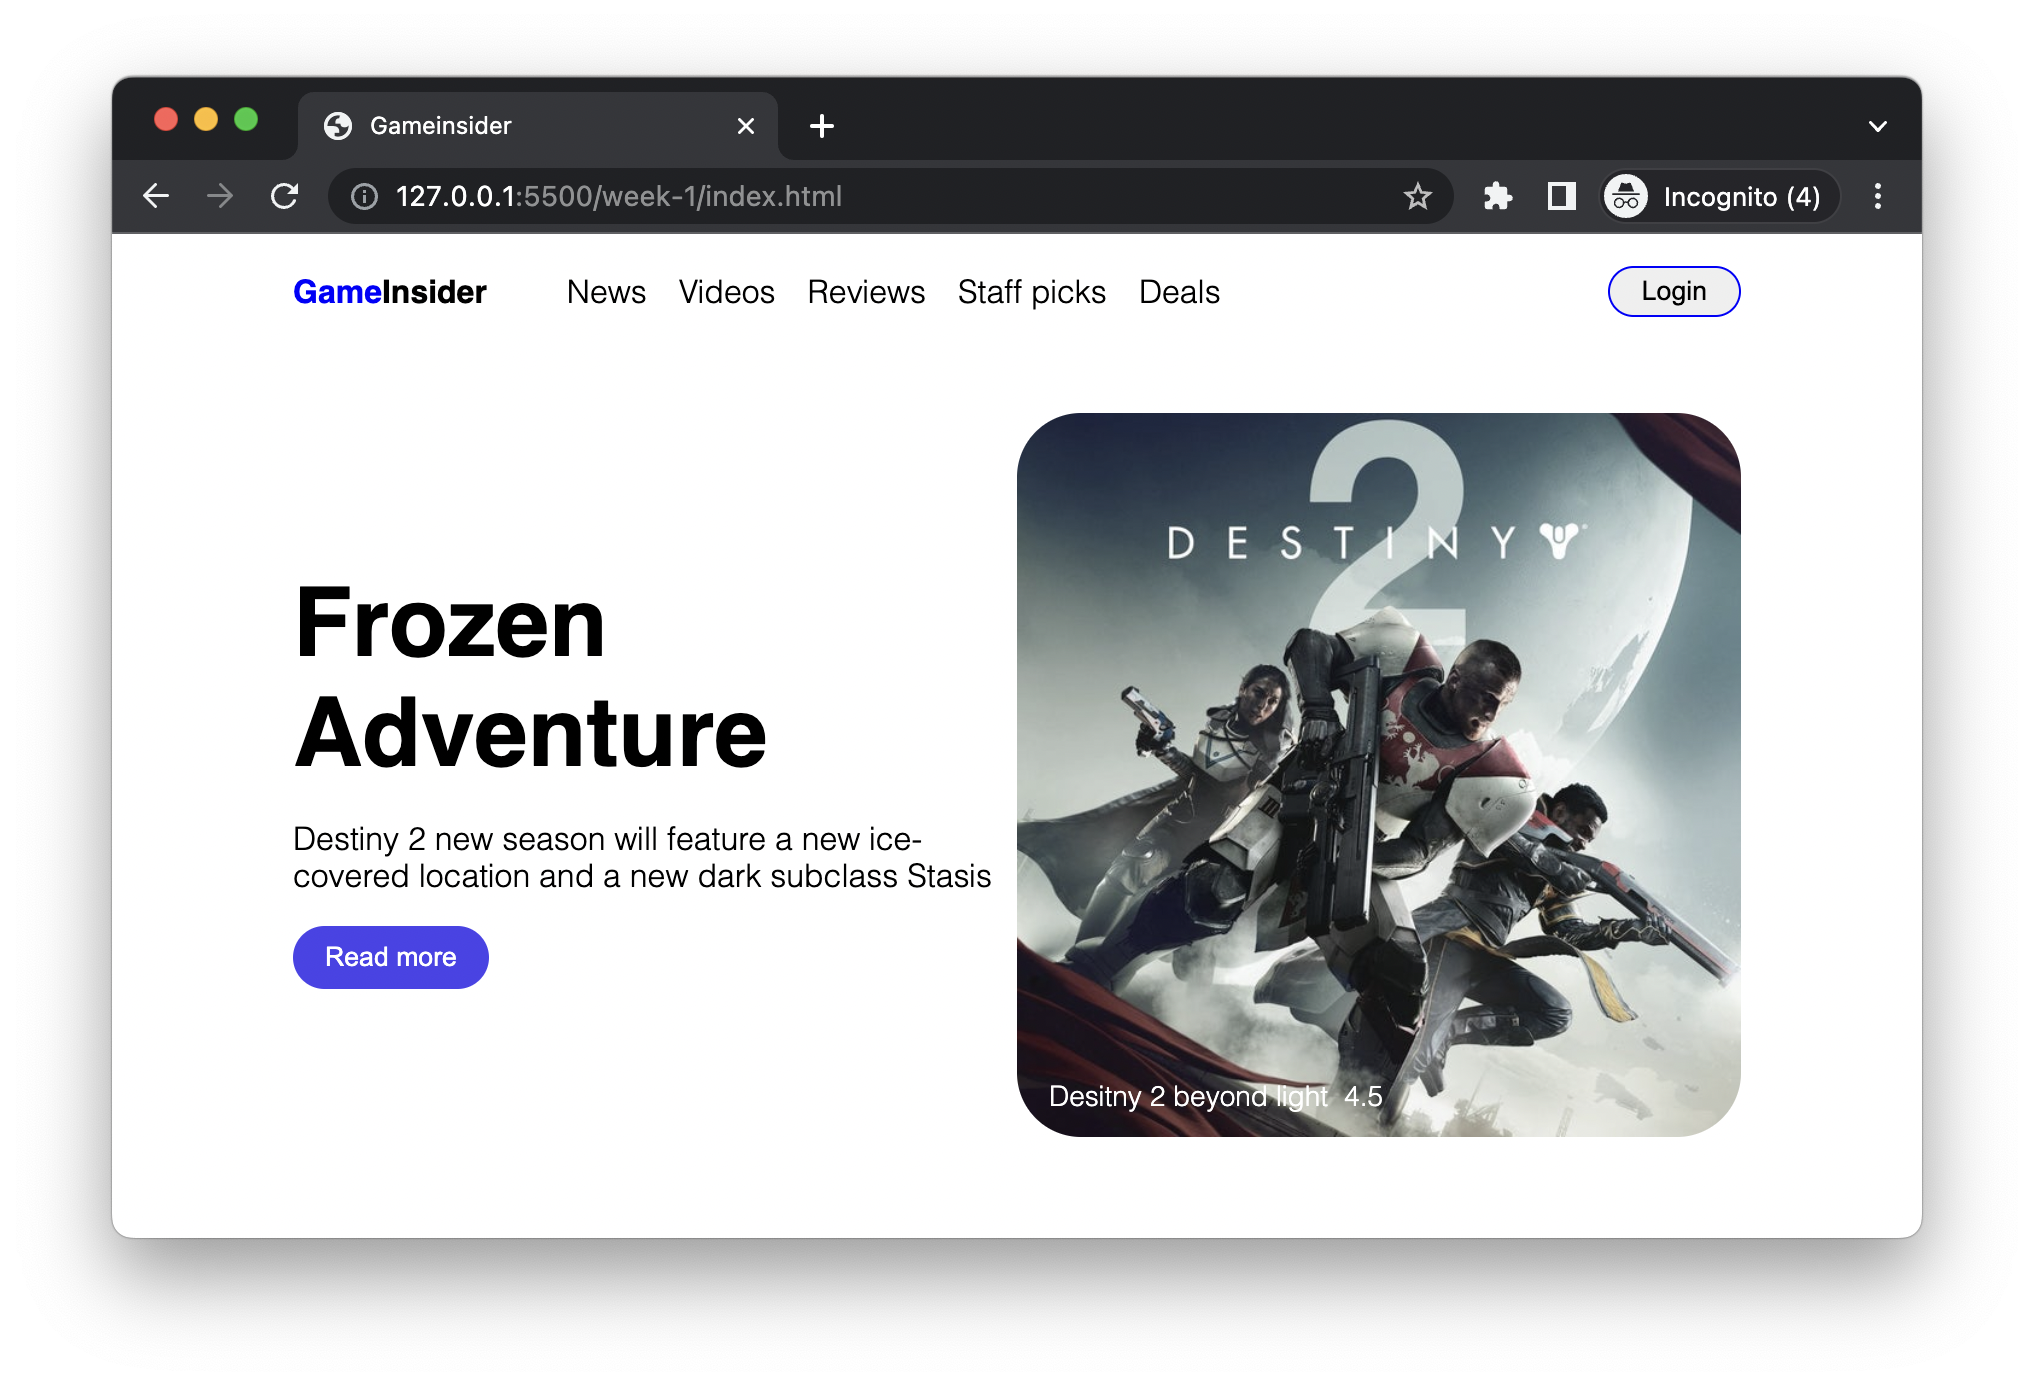 Gameinsider
127.0.0.1:5500/week-1/index.html
Incognito (4)
GameInsider News Videos Reviews Staff picks Deals Login
2
DESTINY
Frozen
Adventure
Destiny 2 new season will feature a new ice-
covered location and a new dark subclass Stasis
Read more
Desitny 2 beyond light 4.5